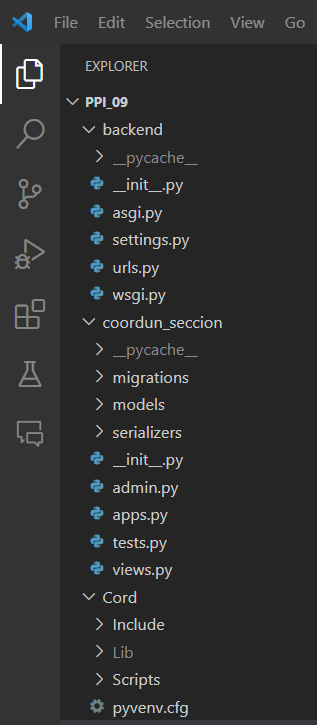 File Edit Selection View Go
EXPLORER
PPI_09
backend
__pycache__
__init__.py
asgi.py
settings.py
urls.py
wsgi.py
coordun_seccion
__pycache__
migrations
models
serializers
__init__.py
admin.py
apps.py
tests.py
views.py
Cord
Include
Lib
Scripts
pyvenv.cfg